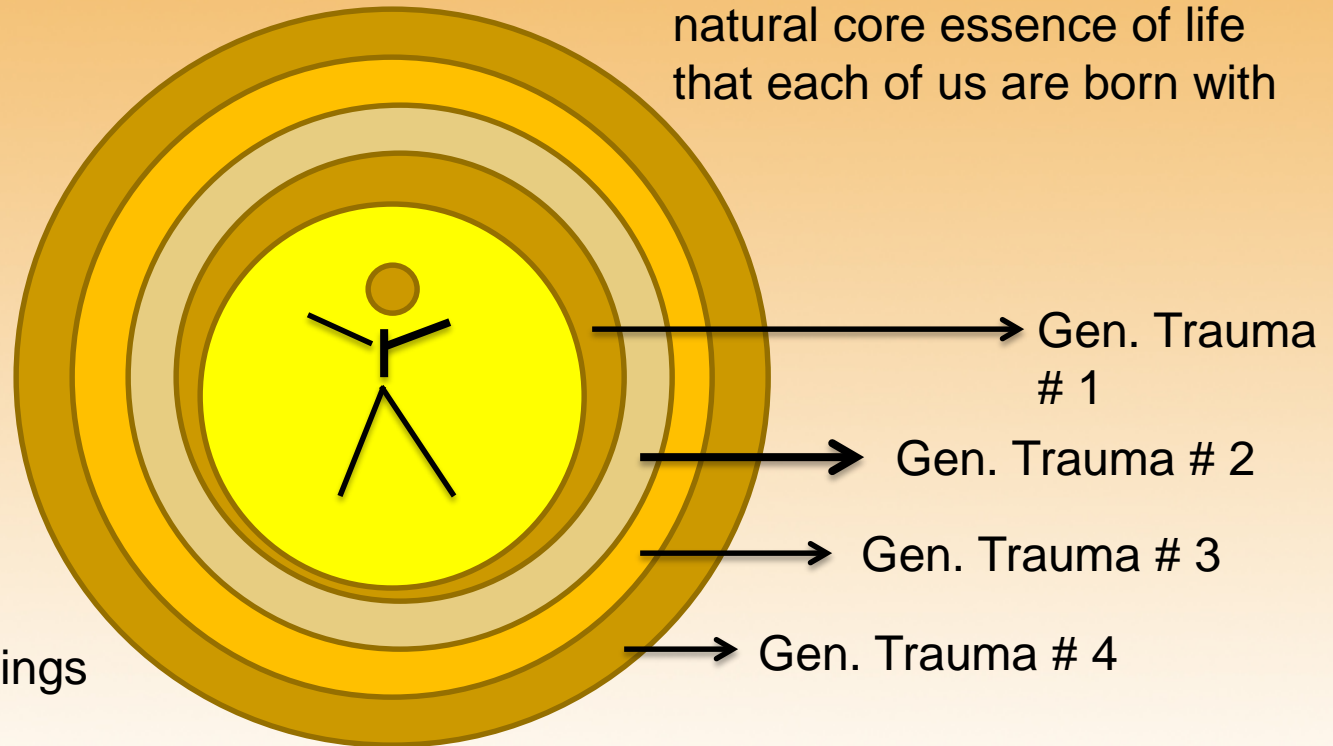 natural core essence of life
that each of us are born with
Gen. Trauma
# 1
Gen. Trauma # 2
Gen. Trauma # 3
Gen. Trauma # 4
ings